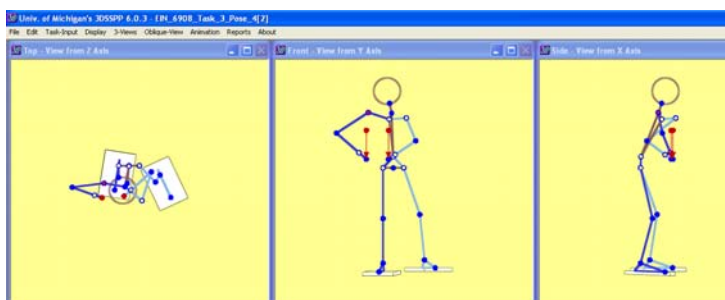 Univ. of Michigan's 3DSSPP 6.0.3 - EIN_6908_Task_3_Pose_4[2]
File Edit Task-Input Display 3-Views Oblique-View Animation Reports About
Top - View from Z Axis
Front - View from Y Axis
Side - View from X Axis